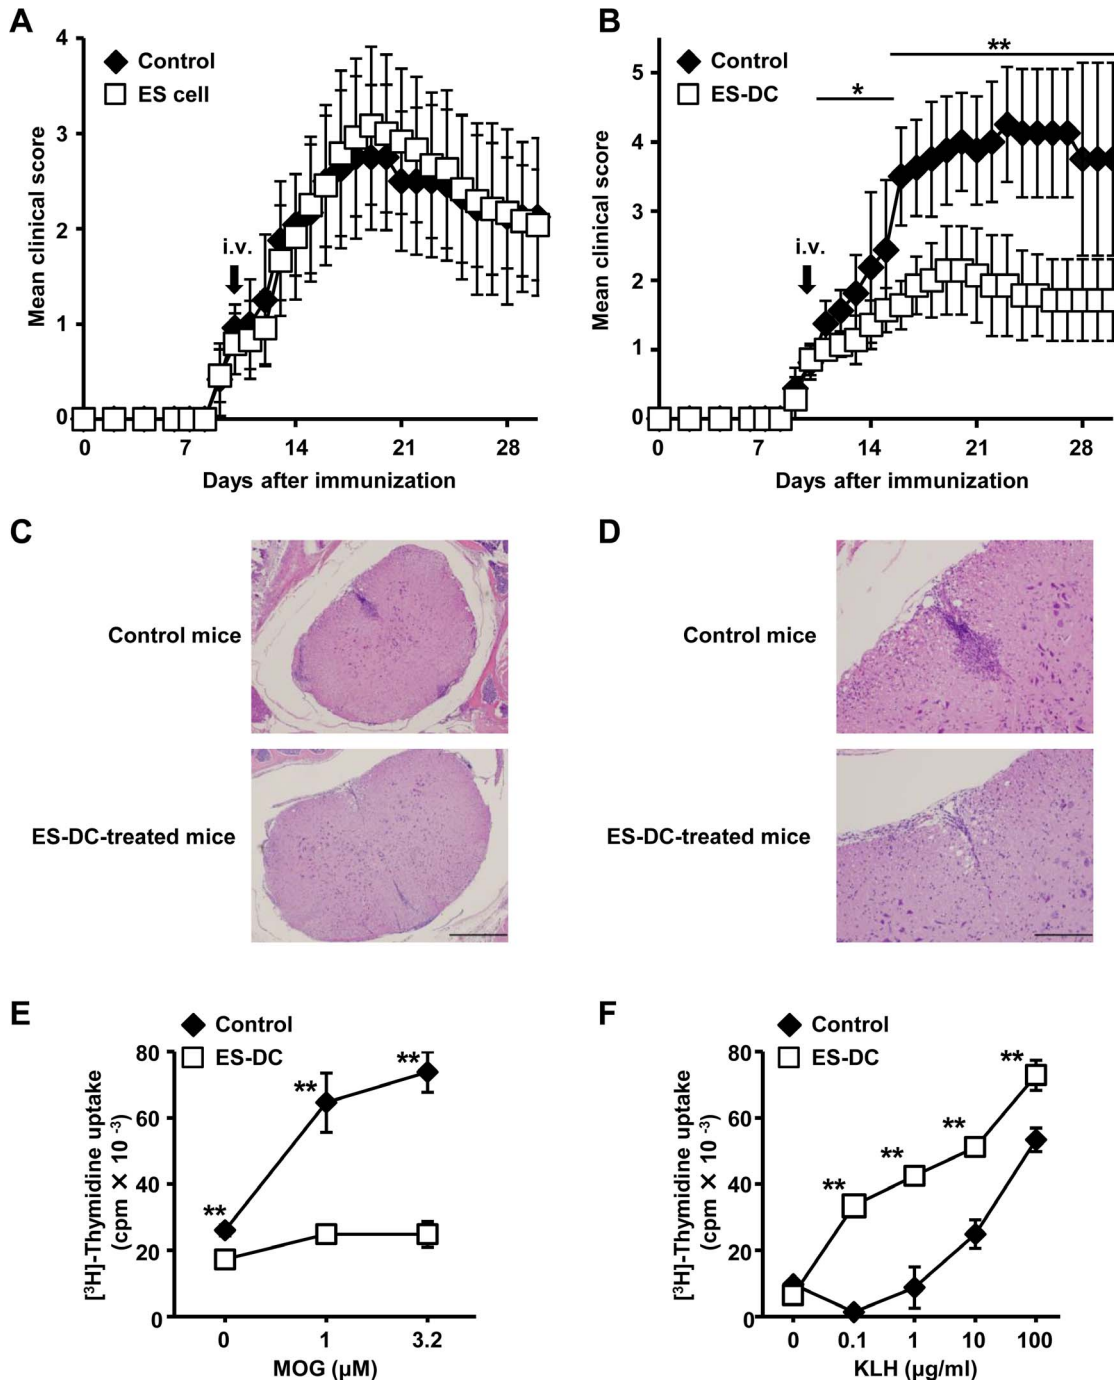 A
Control
ES cell
4
3
2
1
0
Mean clinical score
i.v.
0 7 14 21 28
Days after immunization
B
**
*
Control
ES-DC
5
4
3
2
1
0
Mean clinical score
i.v.
0 7 14 21 28
Days after immunization
C
Control mice
ES-DC-treated mice
D
Control mice
ES-DC-treated mice
E
Control
ES-DC
80
60
40
20
0
[³H]-Thymidine uptake
(cpm × 10 ⁻³)
**
**
**
0 1 3.2
MOG (μM)
F
Control
ES-DC
80
60
40
20
0
[³H]-Thymidine uptake
(cpm × 10 ⁻³)
**
**
**
**
0 0.1 1 10 100
KLH (μg/ml)